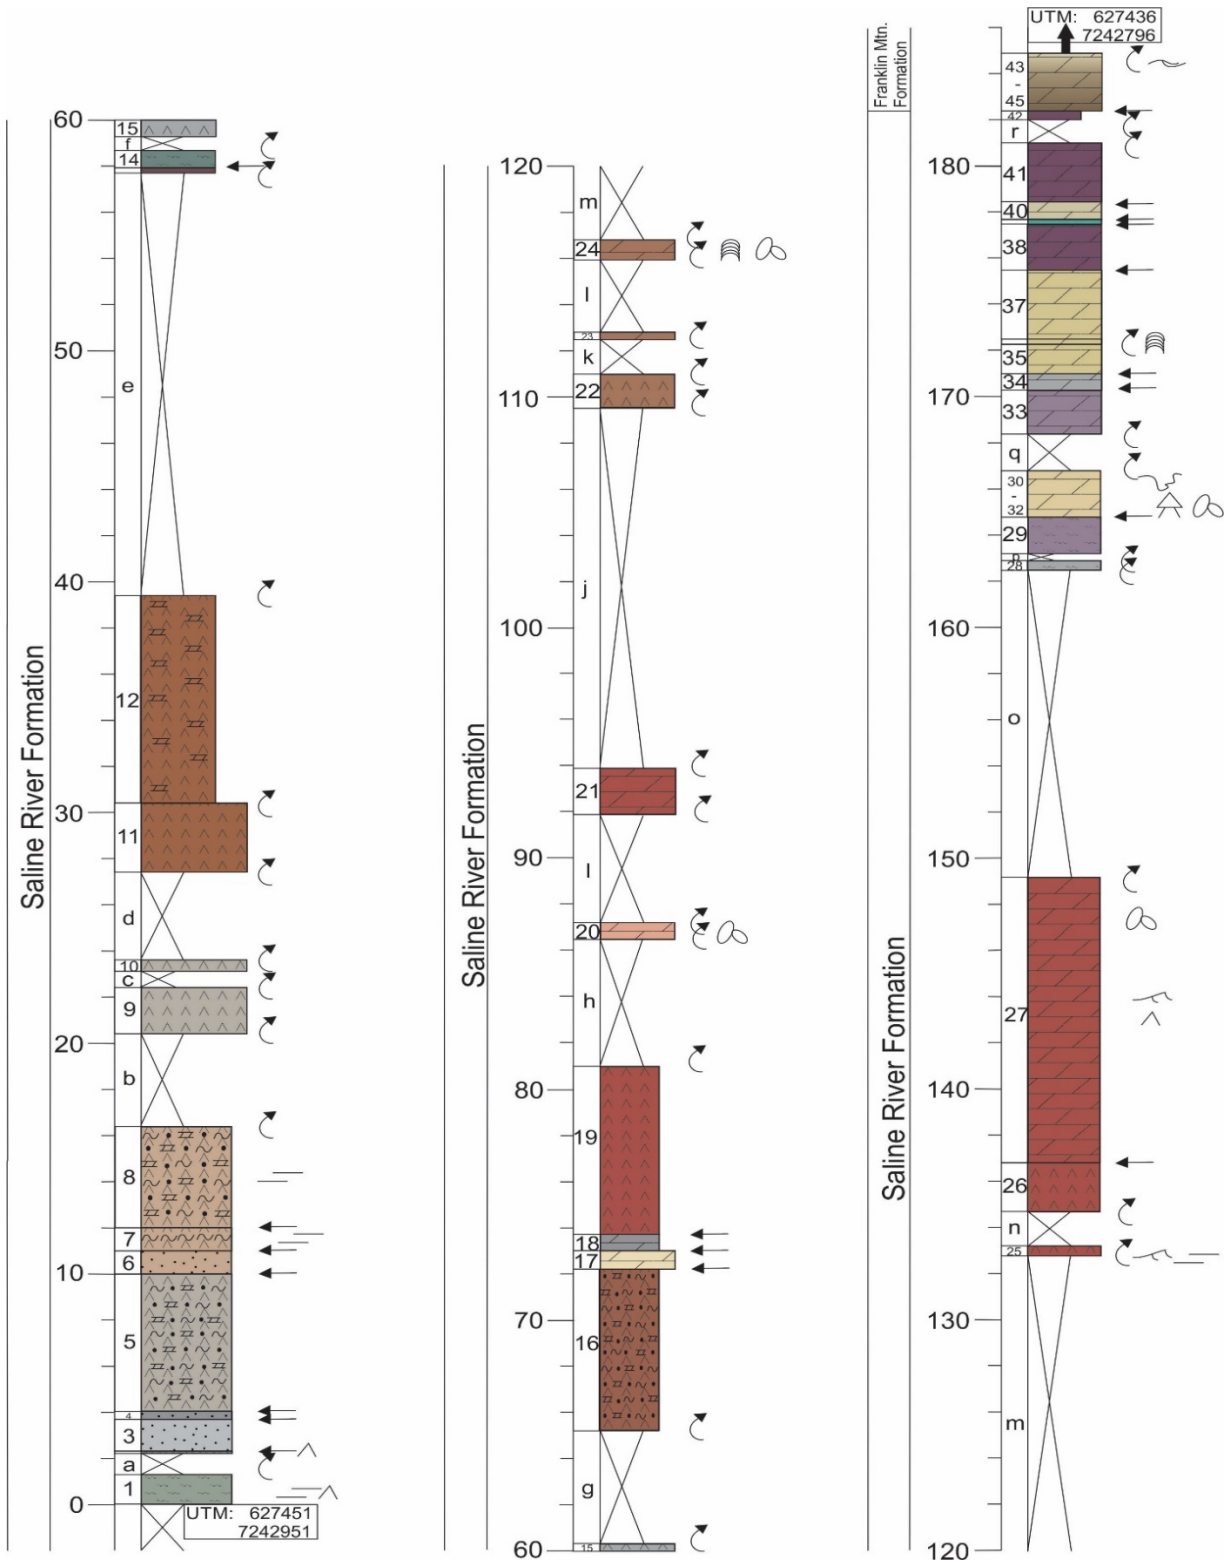 Saline River Formation
60
15
f
14
50
e
40
12
30
11
d
10
c
9
20
b
8
7
6
10
5
4
3
a
1
0
UTM: 627451
7242951
Saline River Formation
120
m
24
l
23
k
22
110
j
100
21
90
l
20
h
80
19
18
17
70
16
g
15
60
Franklin Mtn.
Formation
Saline River Formation
UTM: 627436
7242796
43
-
45
42
r
180
41
40
38
37
35
34
170
33
q
30
-
32
29
p
28
160
o
150
27
140
26
n
25
130
m
120